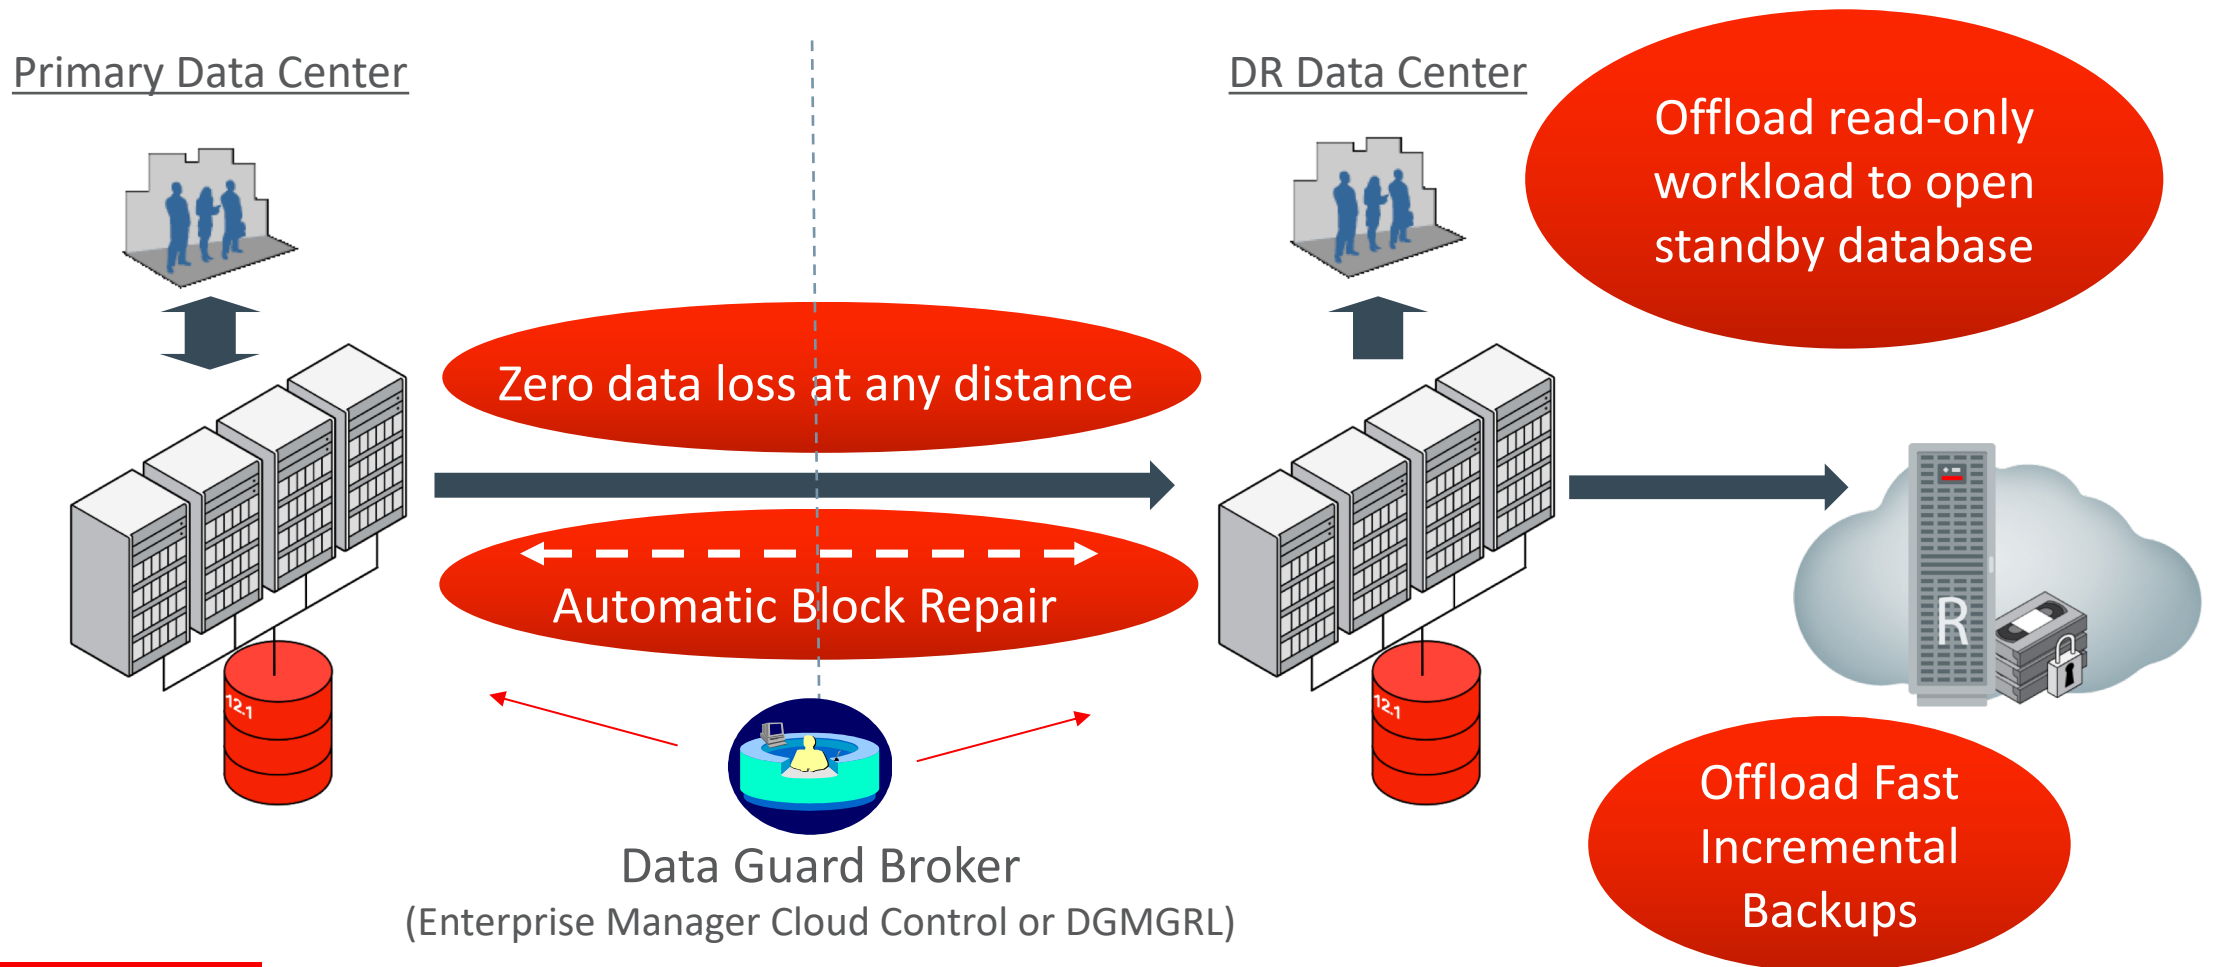 Primary Data Center
DR Data Center
Offload read-only
workload to open
standby database
Zero data loss at any distance
Automatic Block Repair
12.1
12.1
R
Data Guard Broker
(Enterprise Manager Cloud Control or DGMGRL)
Offload Fast
Incremental
Backups